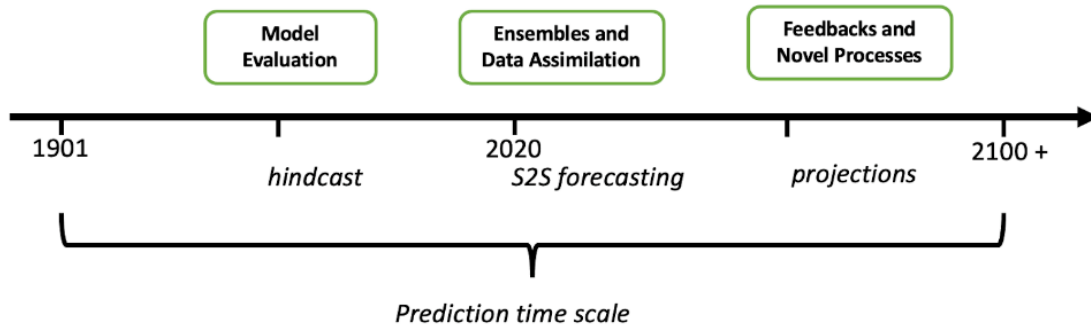 Model
Evaluation
Ensembles and
Data Assimilation
Feedbacks and
Novel Processes
1901
2020
2100 +
hindcast
S2S forecasting
projections
Prediction time scale